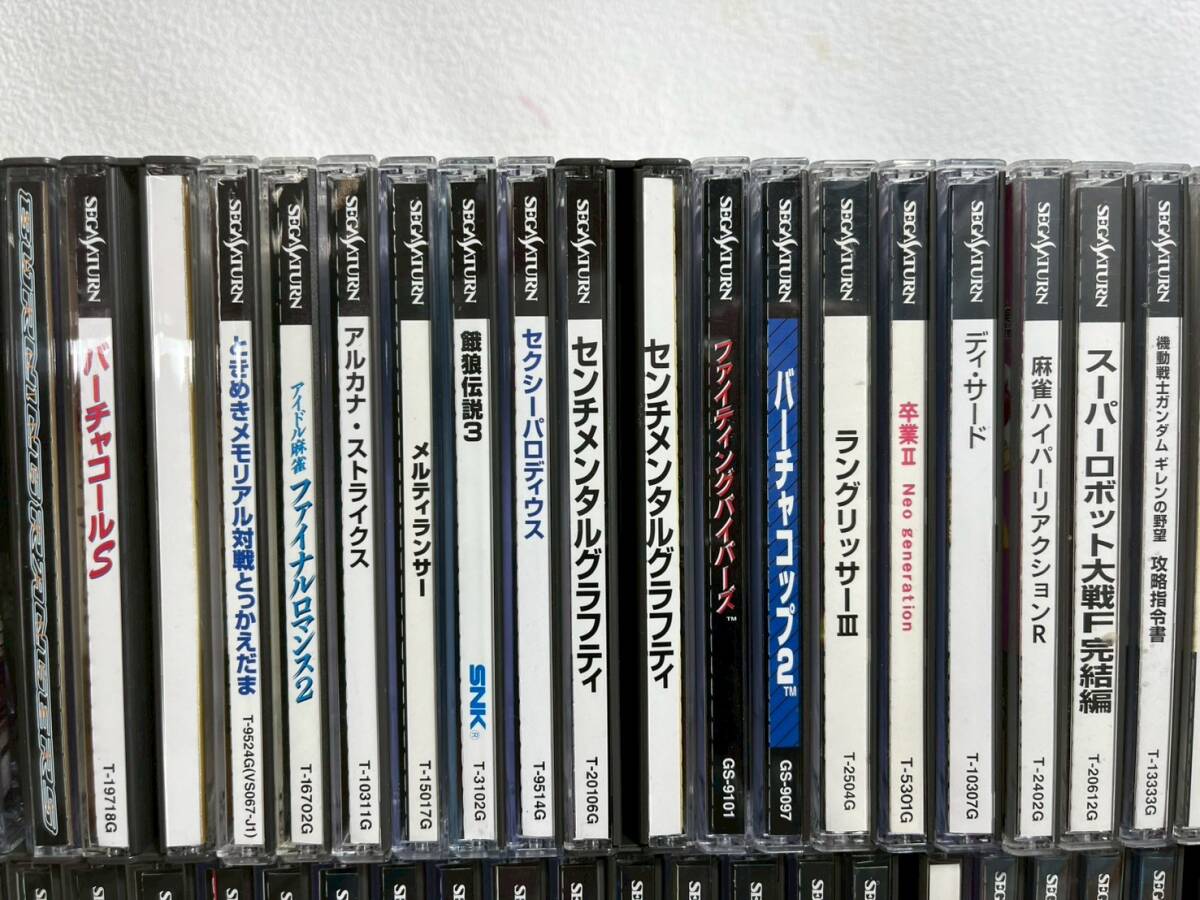 SEGA SATURN
バーチャコールS
T-19718G
SEGA SATURN
ときめきメモリアル対戦とっかえだま
T-9524G(VS067-J1)
SEGA SATURN
アイドル麻雀 ファイナルロマンス2
T-16702G
SEGA SATURN
アルカナ・ストライクス
T-10311G
SEGA SATURN
メルティランサー
T-15017G
SEGA SATURN
餓狼伝説3
SNK®
T-3102G
SEGA SATURN
セクシーパロディウス
T-9514G
SEGA SATURN
センチメンタルグラフティ
T-20106G
SEGA SATURN
センチメンタルグラフティ
SEGA SATURN
ファイティングバイパーズ™
GS-9101
SEGA SATURN
バーチャコップ2™
GS-9097
SEGA SATURN
ラングリッサーIII
T-2504G
SEGA SATURN
卒業II Neo generation
T-5301G
SEGA SATURN
ディ・サード
T-10307G
SEGA SATURN
麻雀ハイパーリアクションR
T-2402G
SEGA SATURN
スーパーロボット大戦F完結編
T-20612G
SEGA SATURN
機動戦士ガンダム ギレンの野望 攻略指令書
T-13333G